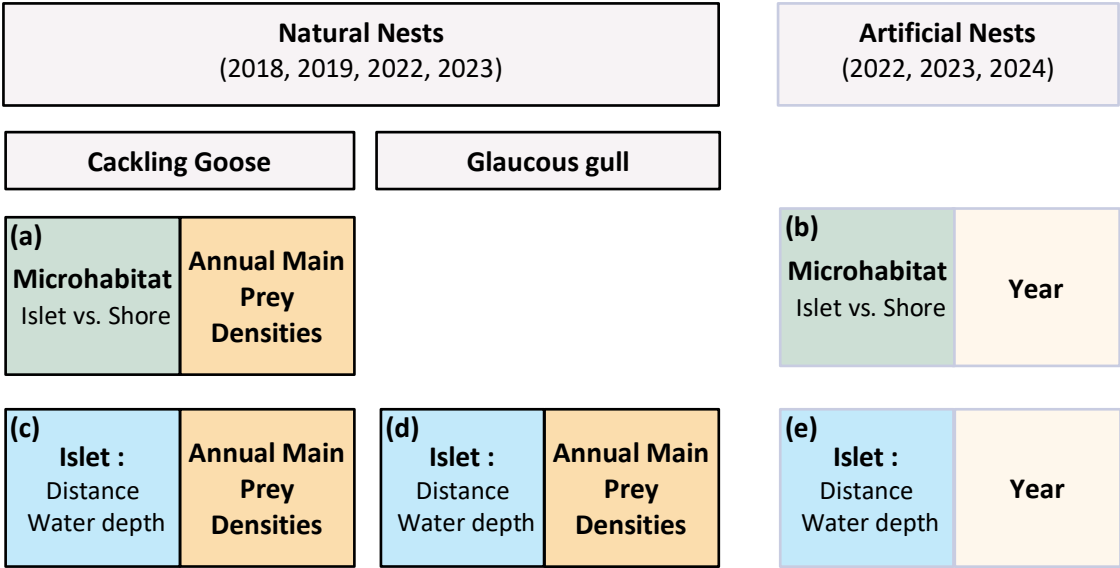 Natural Nests
(2018, 2019, 2022, 2023)
Artificial Nests
(2022, 2023, 2024)
Cackling Goose
Glaucous gull
(a)
Microhabitat
Islet vs. Shore
Annual Main
Prey
Densities
(b)
Microhabitat
Islet vs. Shore
Year
(c)
Islet :
Distance
Water depth
Annual Main
Prey
Densities
(d)
Islet :
Distance
Water depth
Annual Main
Prey
Densities
(e)
Islet :
Distance
Water depth
Year